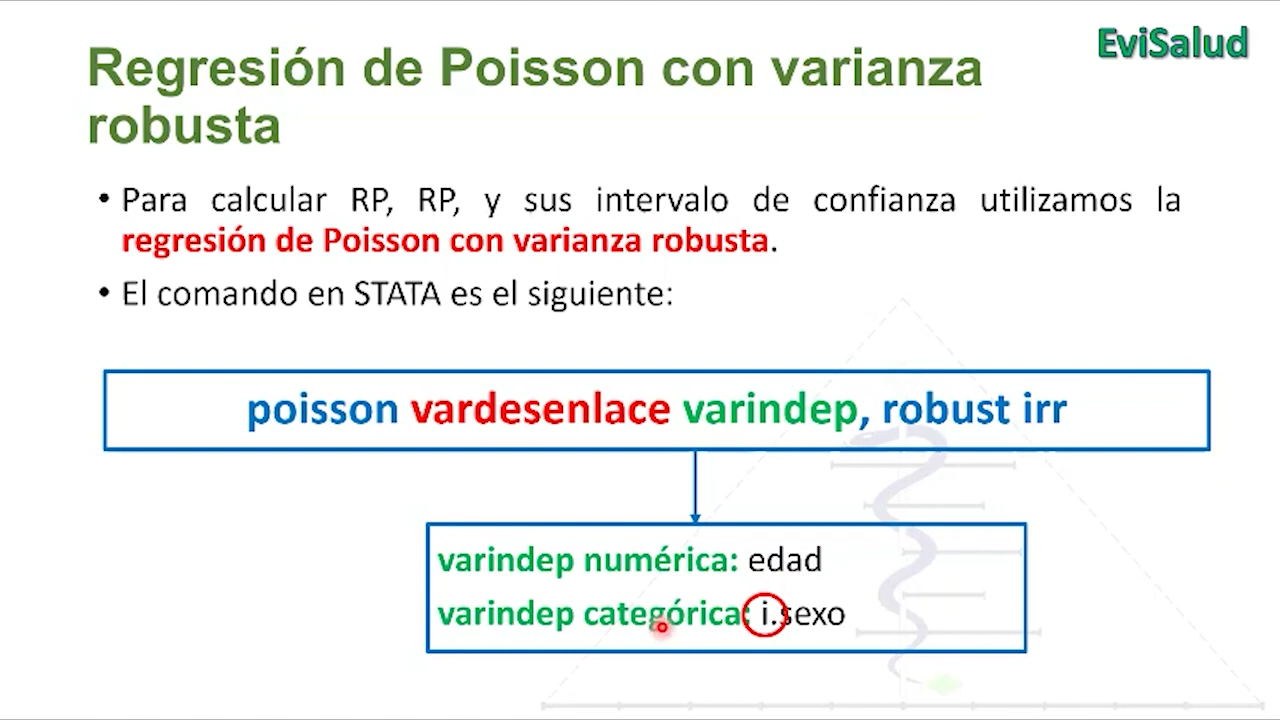 EviSalud
Regresión de Poisson con varianza
robusta
• Para calcular RP, RP, y sus intervalo de confianza utilizamos la
regresión de Poisson con varianza robusta.
• El comando en STATA es el siguiente:
poisson vardesenlace varindep, robust irr
varindep numérica: edad
varindep categórica: i.sexo